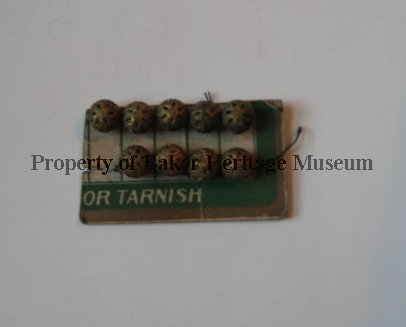 Property of Baker Heritage Museum
OR TARNISH